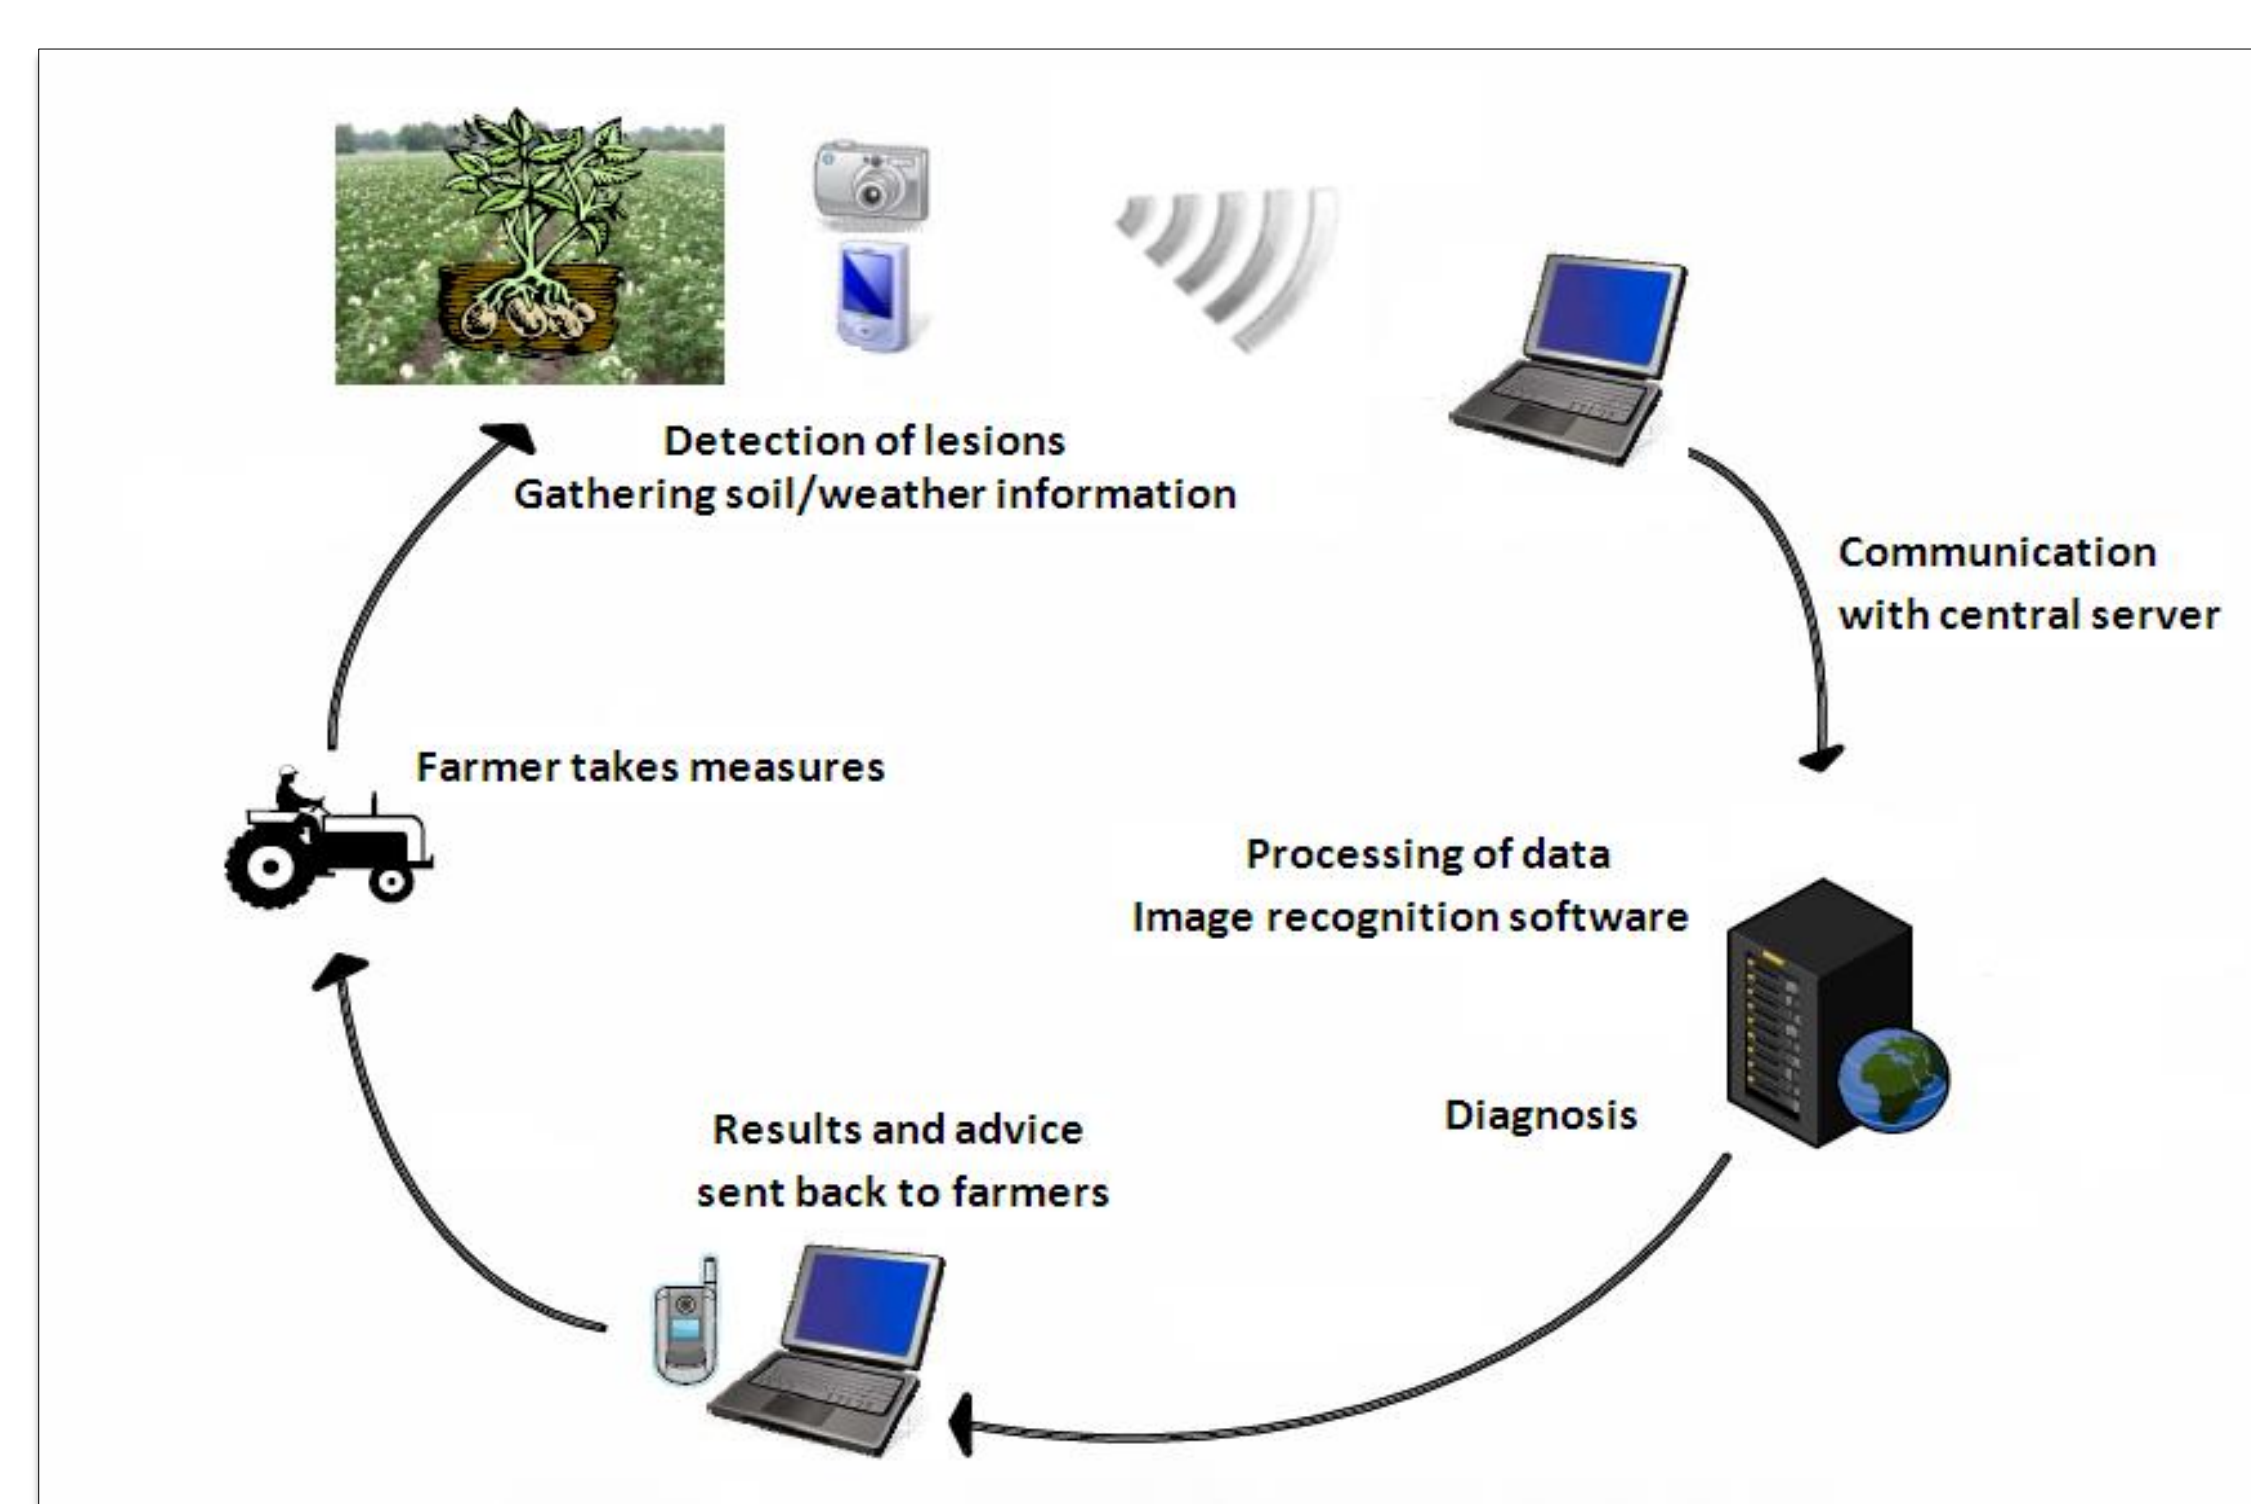 Detection of lesions
Gathering soil/weather information
Communication
with central server
Processing of data
Image recognition software
Diagnosis
Results and advice
sent back to farmers
Farmer takes measures